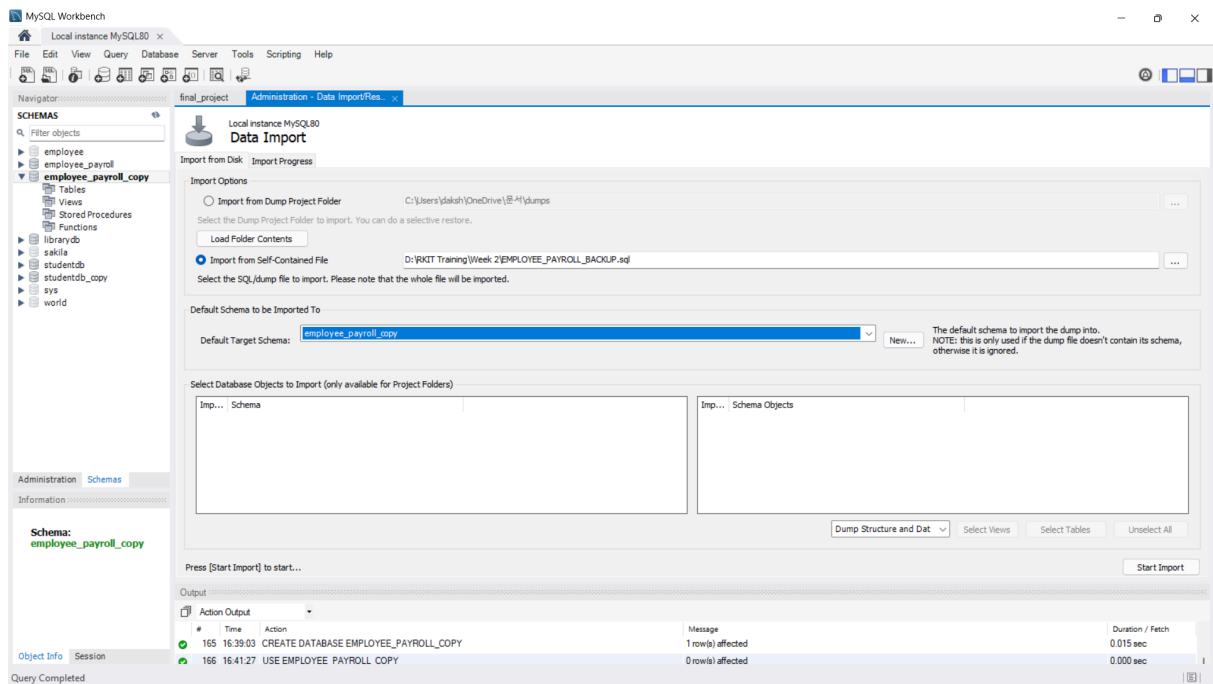 MySQL Workbench
Local instance MySQL80 ×
File Edit View Query Database Server Tools Scripting Help
Navigator
SCHEMAS
Filter objects
employee
employee_payroll
employee_payroll_copy
Tables
Views
Stored Procedures
Functions
librarydb
sakila
studentdb
studentdb_copy
sys
world
Administration Schemas
Information
Schema:
employee_payroll_copy
Object Info Session
final_project Administration - Data Import/Res... ×
Local instance MySQL80
Data Import
Import from Disk Import Progress
Import Options
Import from Dump Project Folder C:\Users\daksh\OneDrive\문서\dumps ...
Select the Dump Project Folder to import. You can do a selective restore.
Load Folder Contents
Import from Self-Contained File D:\RKIT Training\Week 2\EMPLOYEE_PAYROLL_BACKUP.sql ...
Select the SQL/dump file to import. Please note that the whole file will be imported.
Default Schema to be Imported To
Default Target Schema: employee_payroll_copy New...
The default schema to import the dump into.
NOTE: this is only used if the dump file doesn't contain its schema,
otherwise it is ignored.
Select Database Objects to Import (only available for Project Folders)
Imp... Schema
Imp... Schema Objects
Dump Structure and Dat Select Views Select Tables Unselect All
Press [Start Import] to start... Start Import
Output
Action Output
# Time Action Message Duration / Fetch
165 16:39:03 CREATE DATABASE EMPLOYEE_PAYROLL_COPY 1 row(s) affected 0.015 sec
166 16:41:27 USE EMPLOYEE_PAYROLL_COPY 0 row(s) affected 0.000 sec
Query Completed